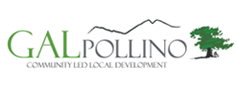 GALPOLLINO
COMMUNITY LED LOCAL DEVELOPMENT